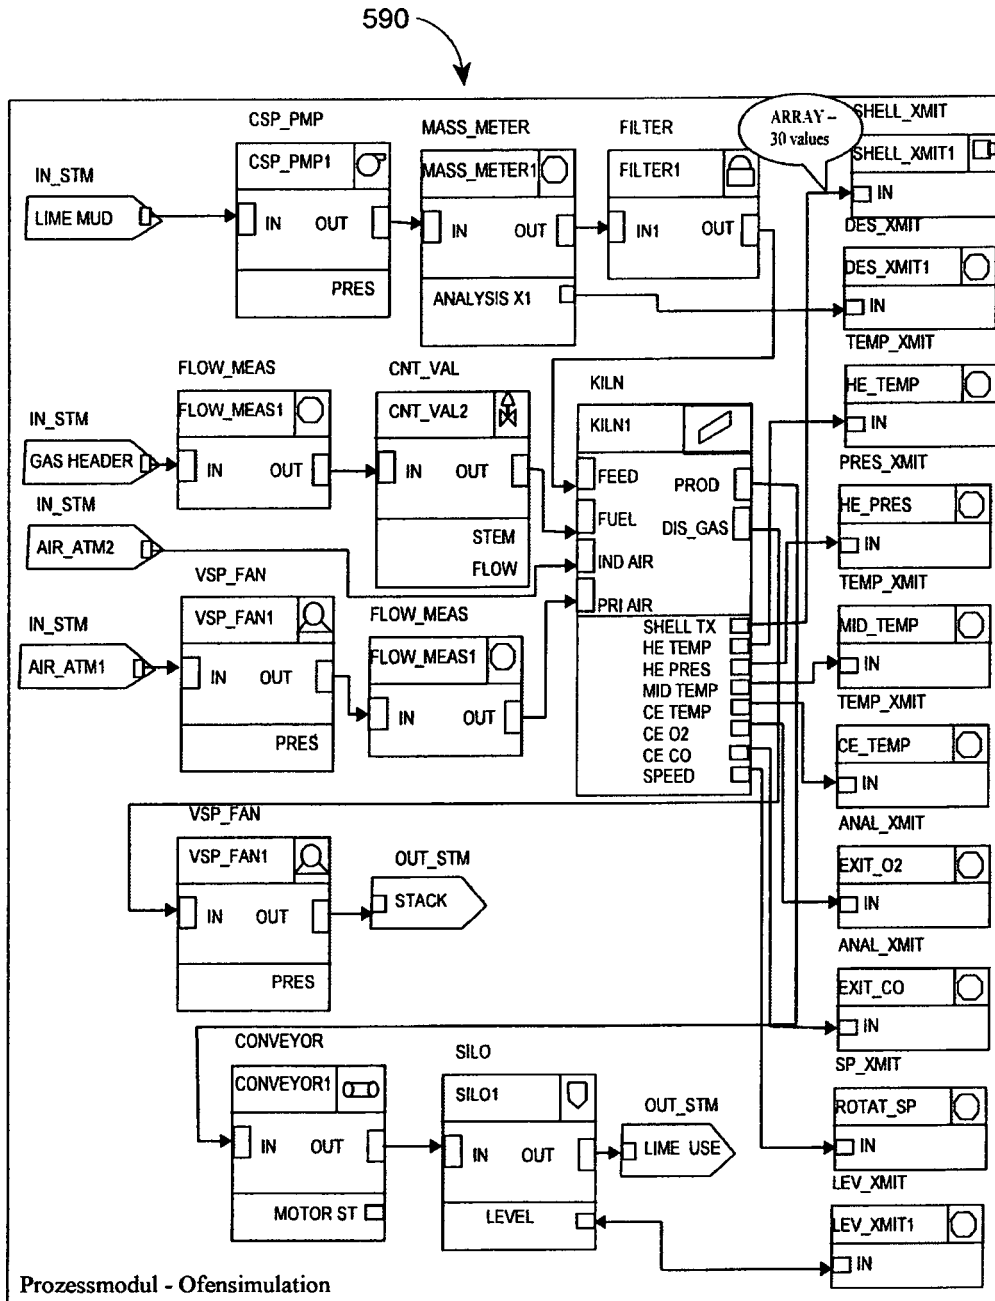 590
CSP_PMP
CSP_PMP1
IN OUT
PRES
MASS_METER
MASS_METER1
IN OUT
ANALYSIS X1
FILTER
FILTER1
IN1 OUT
ARRAY –
30 values
SHELL_XMIT
SHELL_XMIT1
IN
IN_STM
LIME MUD
DES_XMIT
DES_XMIT1
IN
FLOW_MEAS
FLOW_MEAS1
IN OUT
CNT_VAL
CNT_VAL2
IN OUT
STEM
FLOW
KILN
KILN1
FEED
FUEL
IND AIR
PRI AIR
PROD
DIS_GAS
SHELL TX
HE TEMP
HE PRES
MID TEMP
CE TEMP
CE O2
CE CO
SPEED
TEMP_XMIT
HE_TEMP
IN
IN_STM
GAS HEADER
IN_STM
AIR_ATM2
PRES_XMIT
HE_PRES
IN
VSP_FAN
VSP_FAN1
IN OUT
PRES
FLOW_MEAS
FLOW_MEAS1
IN OUT
IN_STM
AIR_ATM1
TEMP_XMIT
MID_TEMP
IN
TEMP_XMIT
CE_TEMP
IN
VSP_FAN
VSP_FAN1
IN OUT
PRES
OUT_STM
STACK
ANAL_XMIT
EXIT_O2
IN
ANAL_XMIT
EXIT_CO
IN
CONVEYOR
CONVEYOR1
IN OUT
MOTOR ST
SILO
SILO1
IN OUT
LEVEL
OUT_STM
LIME USE
SP_XMIT
ROTAT_SP
IN
LEV_XMIT
LEV_XMIT1
IN
Prozessmodul - Ofensimulation